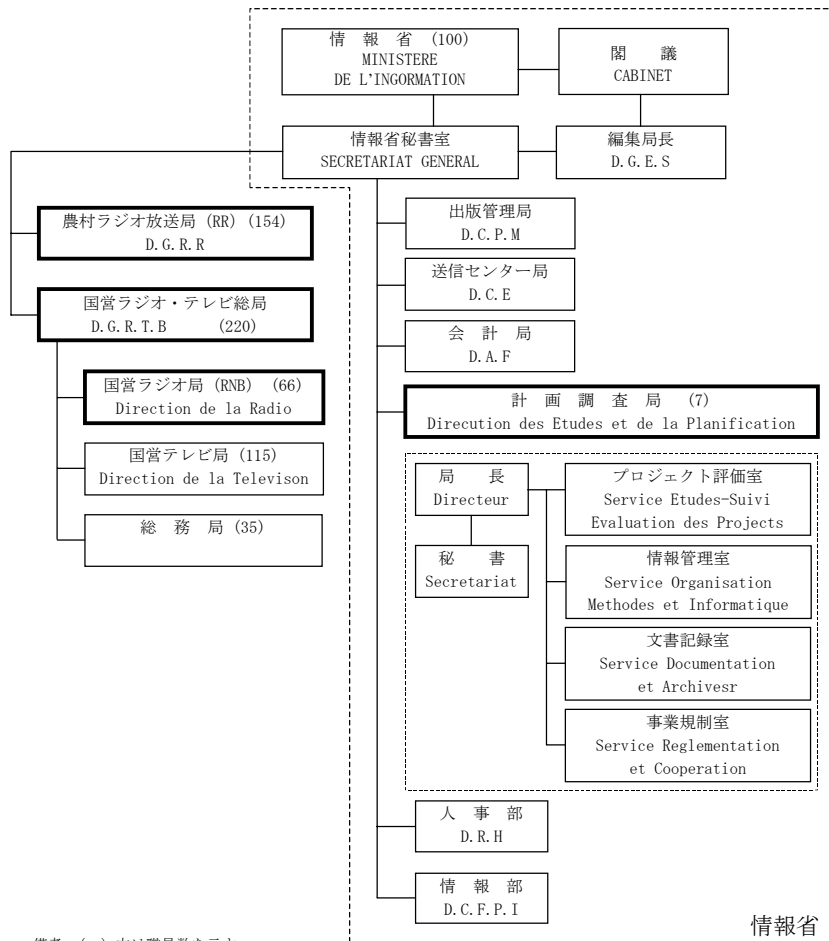 情 報 省 (100)
MINISTERE
DE L'INGORMATION
閣 議
CABINET
情報省秘書室
SECRETARIAT GENERAL
編集局長
D.G.E.S
農村ラジオ放送局 (RR) (154)
D.G.R.R
国営ラジオ・テレビ総局
D.G.R.T.B (220)
国営ラジオ局 (RNB) (66)
Direction de la Radio
国営テレビ局 (115)
Direction de la Televison
総 務 局 (35)
出版管理局
D.C.P.M
送信センター局
D.C.E
会 計 局
D.A.F
計 画 調 査 局 (7)
Direcution des Etudes et de la Planification
局 長
Directeur
秘 書
Secretariat
プロジェクト評価室
Service Etudes-Suivi
Evaluation des Projects
情報管理室
Service Organisation
Methodes et Informatique
文書記録室
Service Documentation
et Archivesr
事業規制室
Service Reglementation
et Cooperation
人 事 部
D.R.H
情 報 部
D.C.F.P.I
情報省